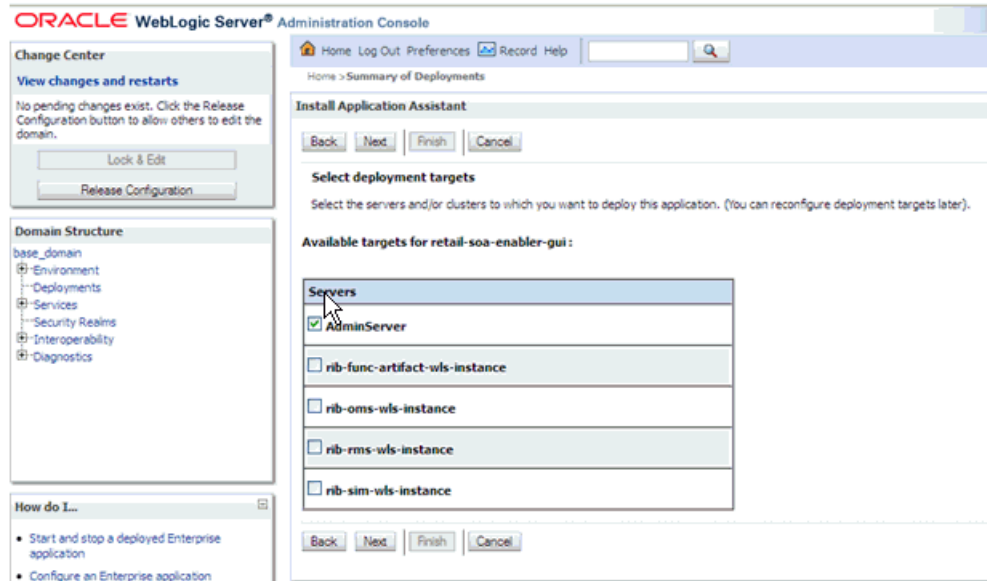 ORACLE WebLogic Server® Administration Console
Change Center
View changes and restarts
No pending changes exist. Click the Release
Configuration button to allow others to edit the
domain.
Lock & Edit
Release Configuration
Domain Structure
base_domain
Environment
Deployments
Services
Security Realms
Interoperability
Diagnostics
How do I...
Start and stop a deployed Enterprise
application
Configure an Enterprise application
Home Log Out Preferences Record Help
Home >Summary of Deployments
Install Application Assistant
Back Next Finish Cancel
Select deployment targets
Select the servers and/or clusters to which you want to deploy this application. (You can reconfigure deployment targets later).
Available targets for retail-soa-enabler-gui :
Servers
AdminServer
rib-func-artifact-wls-instance
rib-oms-wls-instance
rib-rms-wls-instance
rib-sim-wls-instance
Back Next Finish Cancel